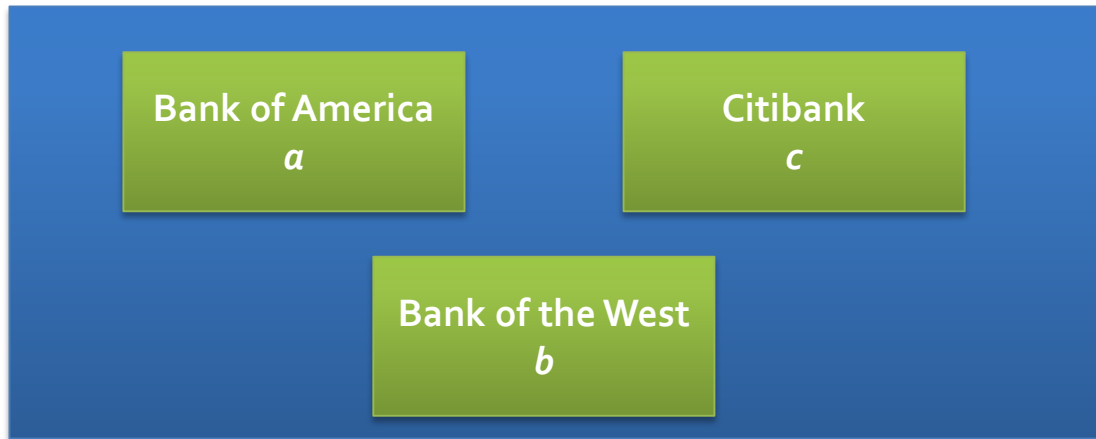 Bank of America
a
Citibank
c
Bank of the West
b